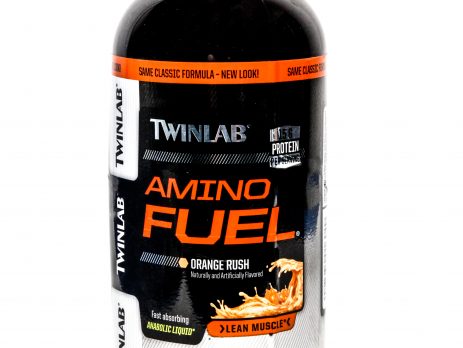 SAME CLASSIC FORMULA - NEW LOOK!
SAME CLASSIC
TWINLAB®
PROTEIN
AMINO
FUEL®
ORANGE RUSH
Naturally and Artificially Flavored
Fast absorbing
ANABOLIC LIQUID*
>LEAN MUSCLE*<
TWINLAB®
TWINLAB